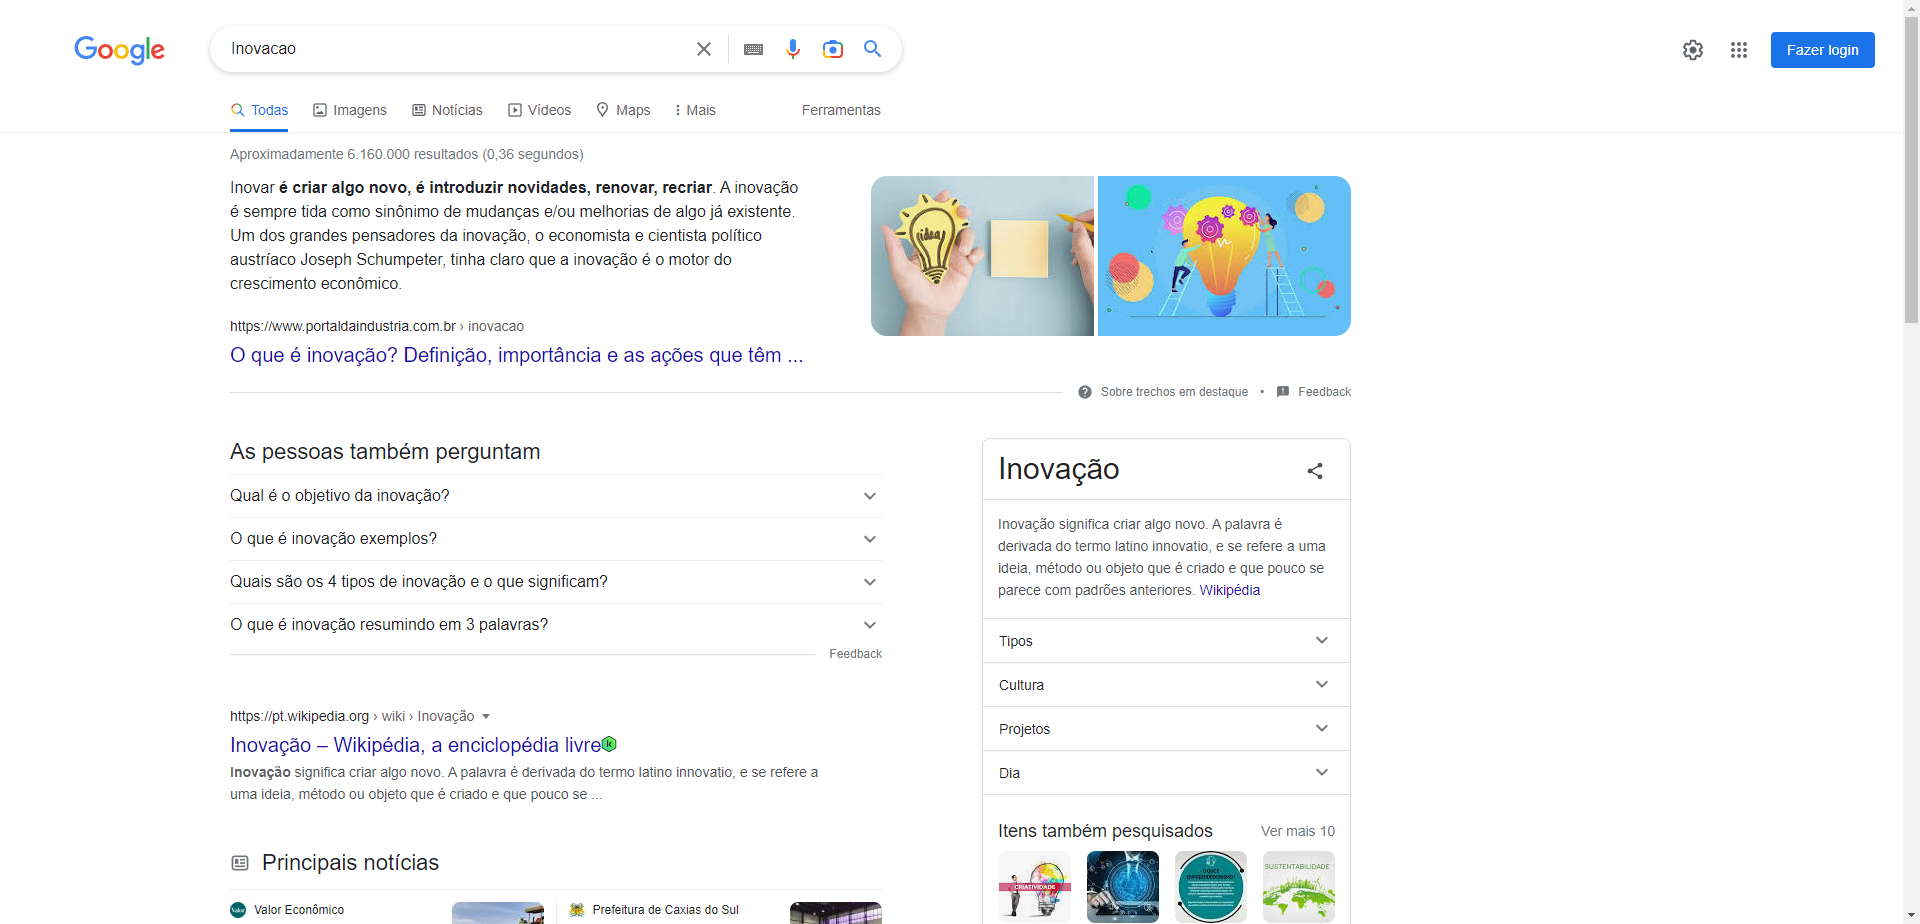 Google
Inovacao
Fazer login
Todas
Imagens
Notícias
Vídeos
Maps
Mais
Ferramentas
Aproximadamente 6.160.000 resultados (0,36 segundos)
Inovar é criar algo novo, é introduzir novidades, renovar, recriar. A inovação
é sempre tida como sinônimo de mudanças e/ou melhorias de algo já existente.
Um dos grandes pensadores da inovação, o economista e cientista político
austríaco Joseph Schumpeter, tinha claro que a inovação é o motor do
crescimento econômico.
idea!
https://www.portaldaindustria.com.br › inovacao
O que é inovação? Definição, importância e as ações que têm ...
Sobre trechos em destaque • Feedback
As pessoas também perguntam
Qual é o objetivo da inovação?
O que é inovação exemplos?
Quais são os 4 tipos de inovação e o que significam?
O que é inovação resumindo em 3 palavras?
Feedback
https://pt.wikipedia.org › wiki › Inovação
Inovação – Wikipédia, a enciclopédia livre
Inovação significa criar algo novo. A palavra é derivada do termo latino innovatio, e se refere a
uma ideia, método ou objeto que é criado e que pouco se ...
Principais notícias
Valor Econômico
Prefeitura de Caxias do Sul
Inovação
Inovação significa criar algo novo. A palavra é
derivada do termo latino innovatio, e se refere a uma
ideia, método ou objeto que é criado e que pouco se
parece com padrões anteriores. Wikipédia
Tipos
Cultura
Projetos
Dia
Itens também pesquisados
Ver mais 10
CRIATIVIDADE
O QUE É
EMPREENDEDORISMO?
SUSTENTABILIDADE